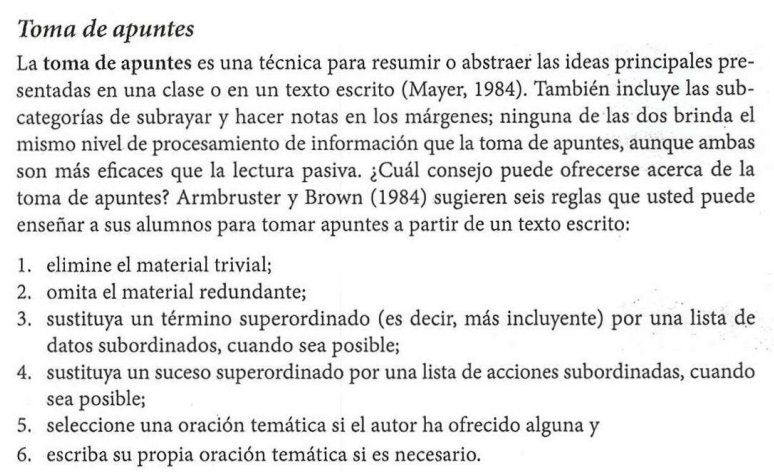 Toma de apuntes
La toma de apuntes es una técnica para resumir o abstraer las ideas principales pre-
sentadas en una clase o en un texto escrito (Mayer, 1984). También incluye las sub-
categorías de subrayar y hacer notas en los márgenes; ninguna de las dos brinda el
mismo nivel de procesamiento de información que la toma de apuntes, aunque ambas
son más eficaces que la lectura pasiva. ¿Cuál consejo puede ofrecerse acerca de la
toma de apuntes? Armbruster y Brown (1984) sugieren seis reglas que usted puede
enseñar a sus alumnos para tomar apuntes a partir de un texto escrito:
1. elimine el material trivial;
2. omita el material redundante;
3. sustituya un término superordinado (es decir, más incluyente) por una lista de
datos subordinados, cuando sea posible;
4. sustituya un suceso superordinado por una lista de acciones subordinadas, cuando
sea posible;
5. seleccione una oración temática si el autor ha ofrecido alguna y
6. escriba su propia oración temática si es necesario.